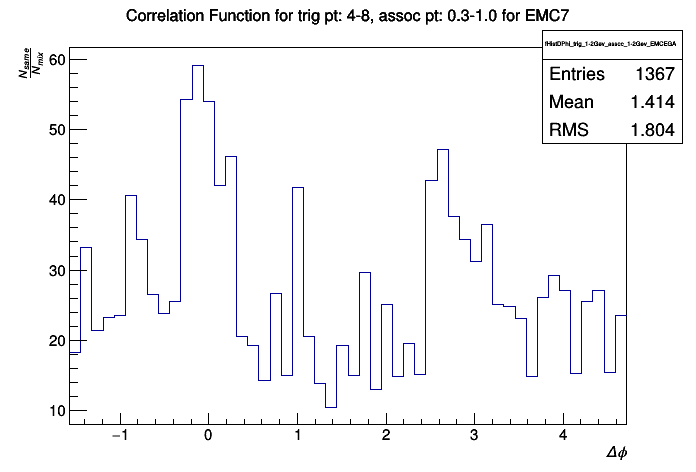 Correlation Function for trig pt: 4-8, assoc pt: 0.3-1.0 for EMC7
fHistDPhi_trig_1-2Gev_assoc_1-2Gev_EMCEGA
Entries 1367
Mean 1.414
RMS 1.804
N_same
N_mix
60
50
40
30
20
10
−1 0 1 2 3 4
Δϕ